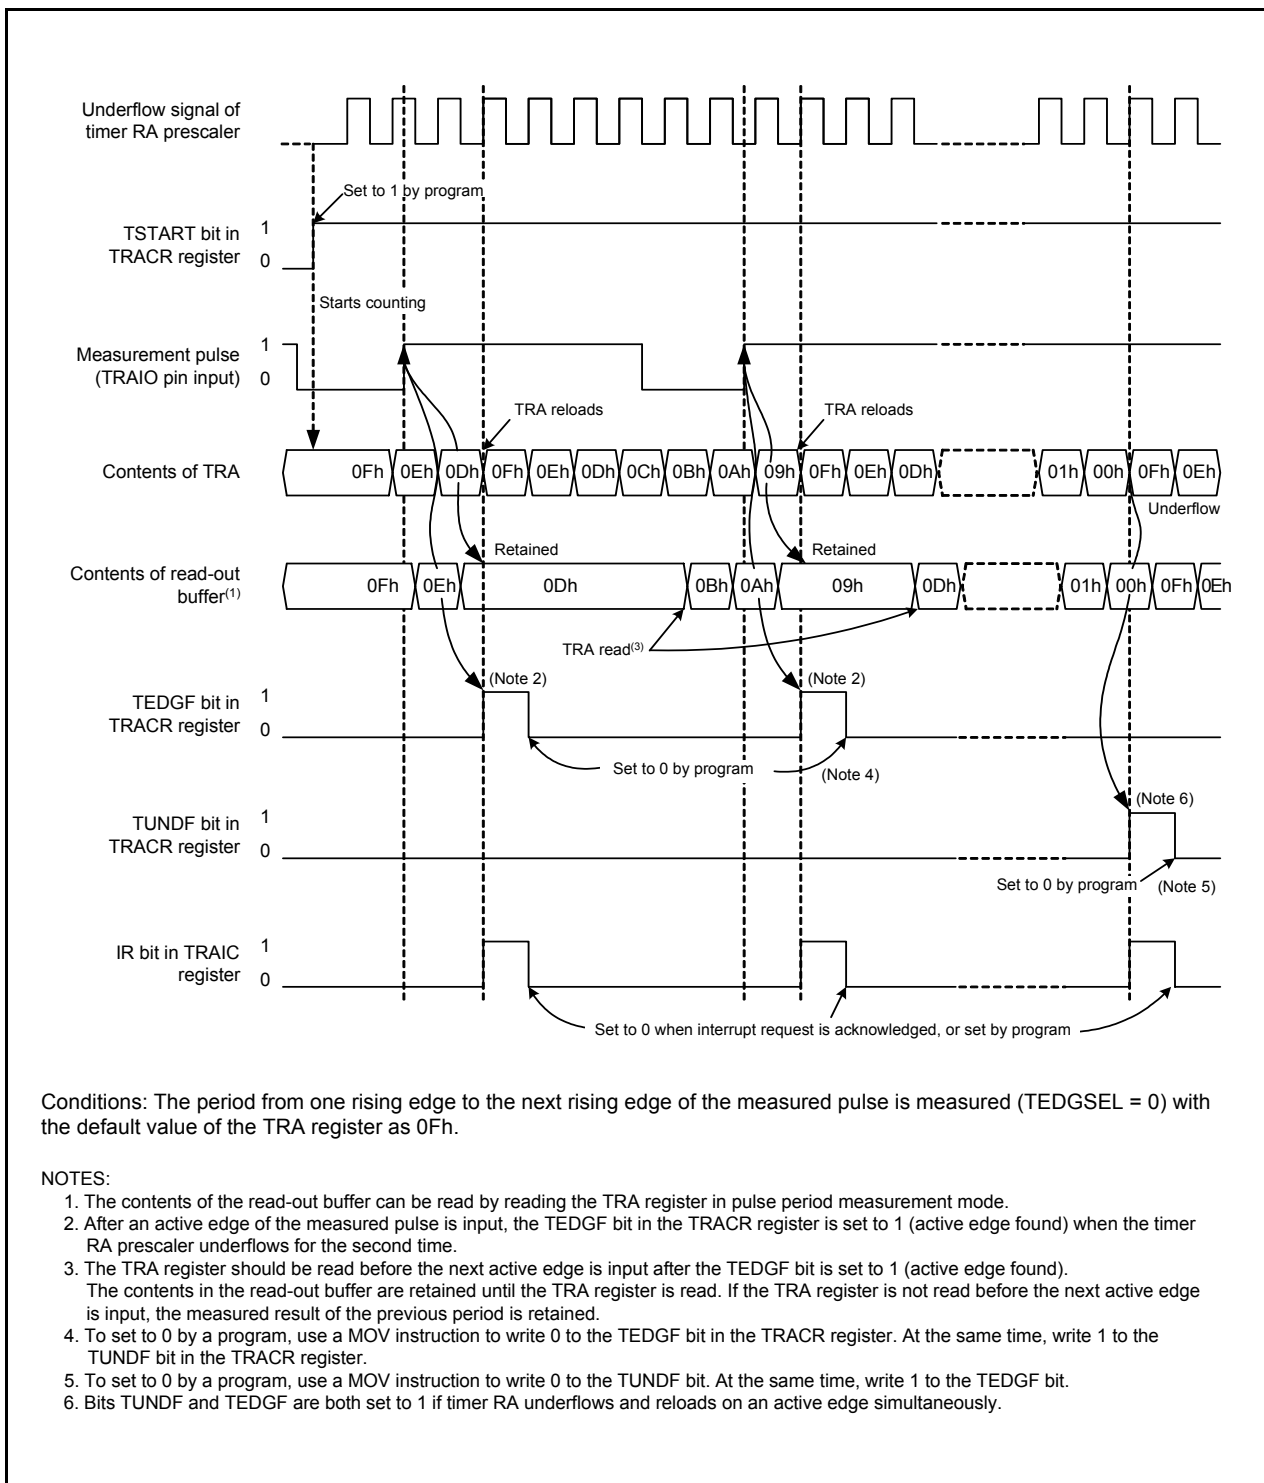 Underflow signal of
timer RA prescaler
Set to 1 by program
TSTART bit in
TRACR register
1
0
Starts counting
Measurement pulse
(TRAIO pin input)
1
0
TRA reloads
TRA reloads
Contents of TRA
0Fh 0Eh 0Dh 0Fh 0Eh 0Dh 0Ch 0Bh 0Ah 09h 0Fh 0Eh 0Dh 01h 00h 0Fh 0Eh
Underflow
Retained
Retained
Contents of read-out
buffer(1)
0Fh 0Eh 0Dh 0Bh 0Ah 09h 0Dh 01h 00h 0Fh 0Eh
TRA read(3)
(Note 2)
(Note 2)
TEDGF bit in
TRACR register
1
0
Set to 0 by program
(Note 4)
(Note 6)
TUNDF bit in
TRACR register
1
0
Set to 0 by program
(Note 5)
IR bit in TRAIC
register
1
0
Set to 0 when interrupt request is acknowledged, or set by program
Conditions: The period from one rising edge to the next rising edge of the measured pulse is measured (TEDGSEL = 0) with
the default value of the TRA register as 0Fh.
NOTES:
1. The contents of the read-out buffer can be read by reading the TRA register in pulse period measurement mode.
2. After an active edge of the measured pulse is input, the TEDGF bit in the TRACR register is set to 1 (active edge found) when the timer
RA prescaler underflows for the second time.
3. The TRA register should be read before the next active edge is input after the TEDGF bit is set to 1 (active edge found).
The contents in the read-out buffer are retained until the TRA register is read. If the TRA register is not read before the next active edge
is input, the measured result of the previous period is retained.
4. To set to 0 by a program, use a MOV instruction to write 0 to the TEDGF bit in the TRACR register. At the same time, write 1 to the
TUNDF bit in the TRACR register.
5. To set to 0 by a program, use a MOV instruction to write 0 to the TUNDF bit. At the same time, write 1 to the TEDGF bit.
6. Bits TUNDF and TEDGF are both set to 1 if timer RA underflows and reloads on an active edge simultaneously.